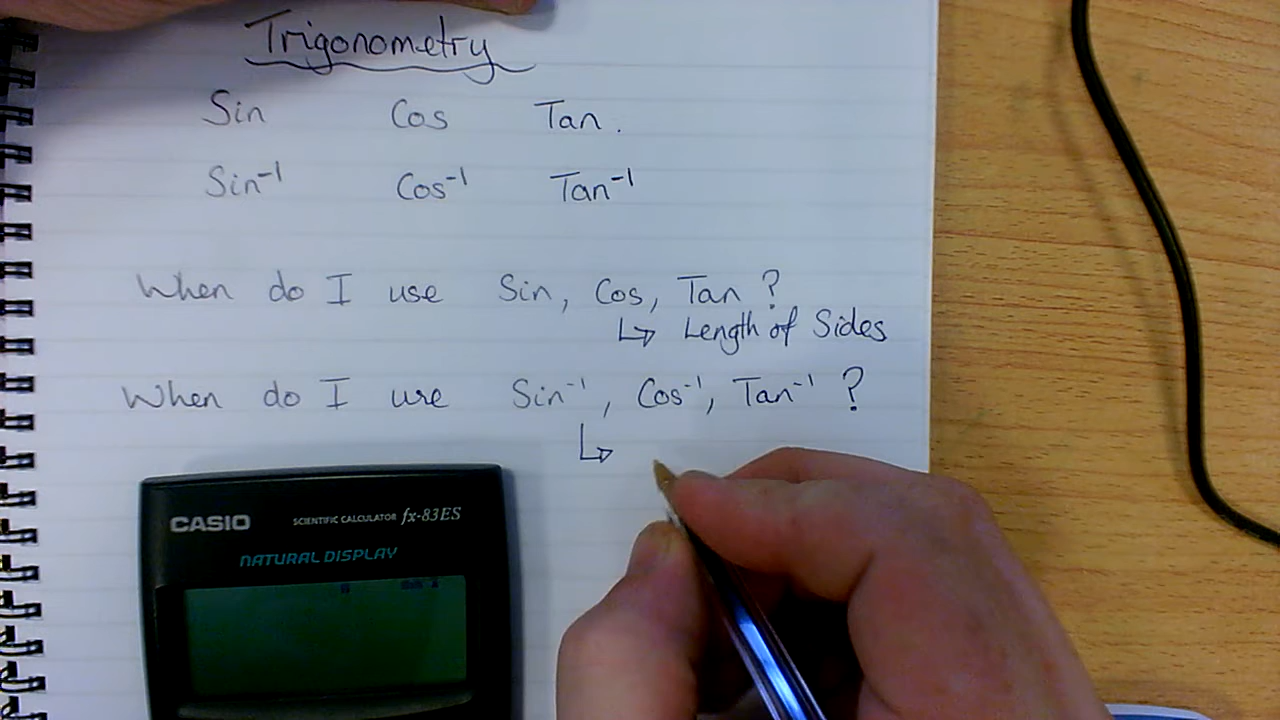 Trigonometry
Sin Cos Tan.
Sin⁻¹ Cos⁻¹ Tan⁻¹
When do I use Sin, Cos, Tan?
↳ Length of Sides
When do I use Sin⁻¹, Cos⁻¹, Tan⁻¹?
↳
CASIO SCIENTIFIC CALCULATOR fx-83ES
NATURAL DISPLAY